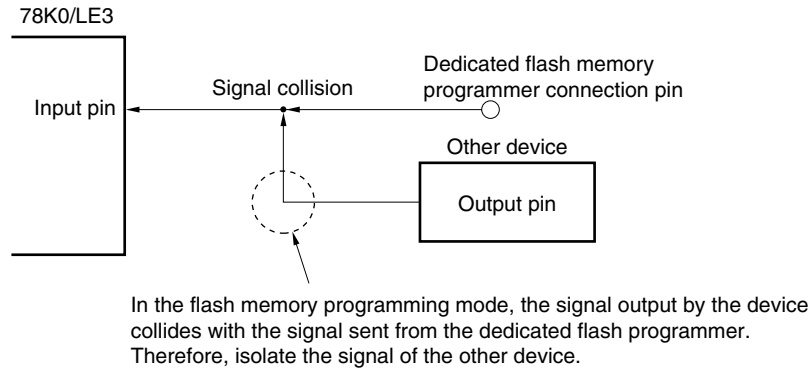 78K0/LE3
Input pin
Signal collision
Dedicated flash memory
programmer connection pin
Other device
Output pin
In the flash memory programming mode, the signal output by the device
collides with the signal sent from the dedicated flash programmer.
Therefore, isolate the signal of the other device.